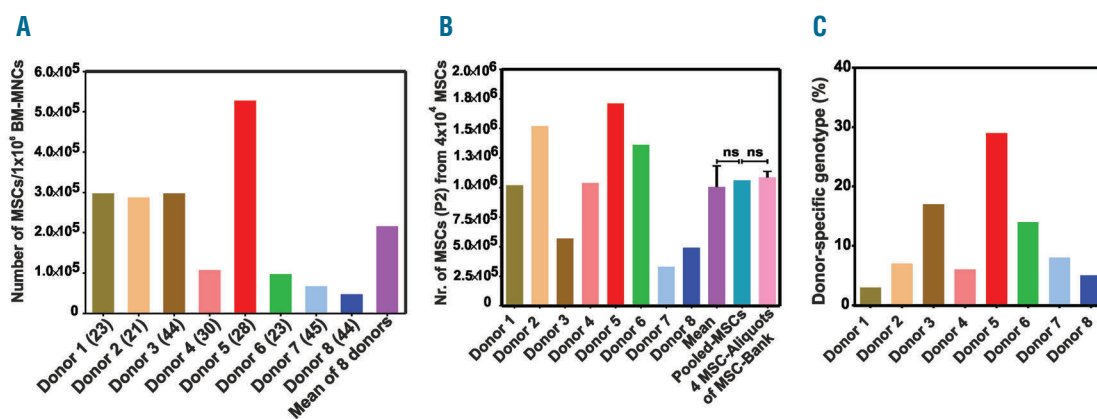 A
Number of MSCs/1x10⁶ BM-MNCs
6.0x10⁵
5.0x10⁵
4.0x10⁵
3.0x10⁵
2.0x10⁵
1.0x10⁵
0
Donor 1 (23)
Donor 2 (21)
Donor 3 (44)
Donor 4 (30)
Donor 5 (28)
Donor 6 (23)
Donor 7 (45)
Donor 8 (44)
Mean of 8 donors
B
Nr. of MSCs (P2) from 4x10⁴ MSCs
2.0x10⁶
1.8x10⁶
1.5x10⁶
1.3x10⁶
1.0x10⁶
7.5x10⁵
5.0x10⁵
2.5x10⁵
0
ns
ns
Donor 1
Donor 2
Donor 3
Donor 4
Donor 5
Donor 6
Donor 7
Donor 8
Mean
Pooled-MSCs
4 MSC-Aliquots
of MSC-Bank
C
Donor-specific genotype (%)
40
30
20
10
0
Donor 1
Donor 2
Donor 3
Donor 4
Donor 5
Donor 6
Donor 7
Donor 8